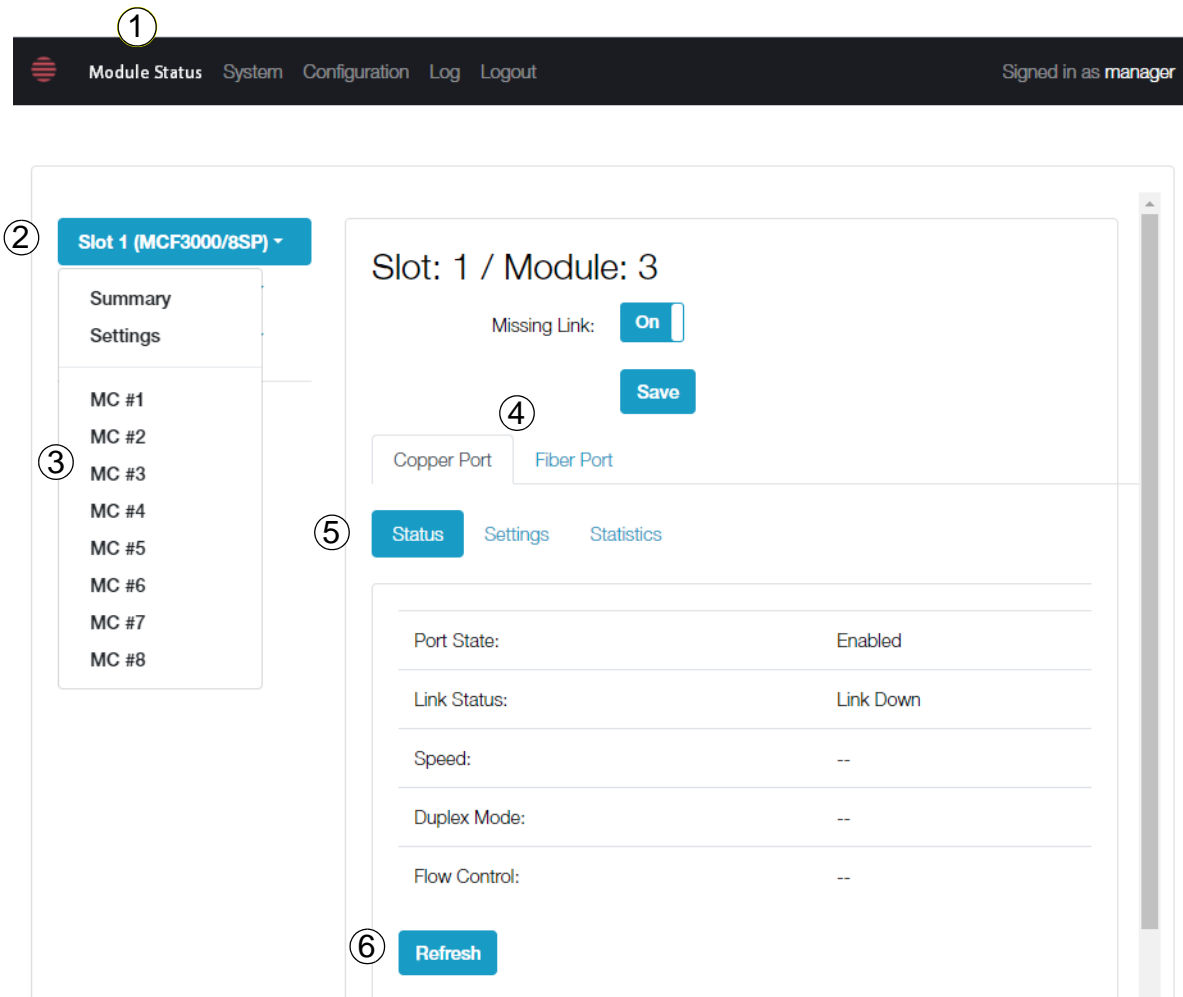 1
Module Status System Configuration Log Logout Signed in as manager
2
Slot 1 (MCF3000/8SP)
Summary
Settings
3
MC #1
MC #2
MC #3
MC #4
MC #5
MC #6
MC #7
MC #8
Slot: 1 / Module: 3
Missing Link: On
Save
4
Copper Port Fiber Port
5
Status Settings Statistics
Port State: Enabled
Link Status: Link Down
Speed: --
Duplex Mode: --
Flow Control: --
6
Refresh